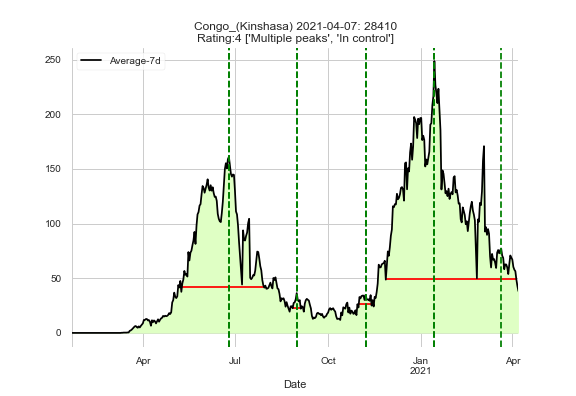 Congo_(Kinshasa) 2021-04-07: 28410
Rating:4 ['Multiple peaks', 'In control']
Average-7d
250
200
150
100
50
0
Apr
Jul
Oct
Jan
2021
Apr
Date